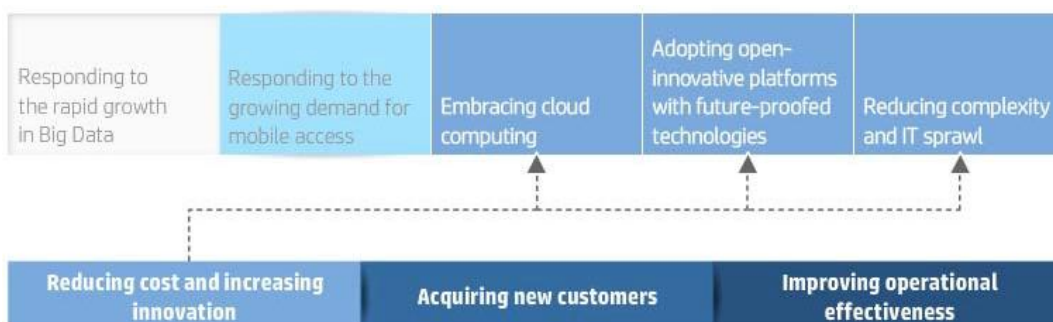 Responding to
the rapid growth
in Big Data
Responding to the
growing demand for
mobile access
Embracing cloud
computing
Adopting open-
innovative platforms
with future-proofed
technologies
Reducing complexity
and IT sprawl
Reducing cost and increasing
innovation
Acquiring new customers
Improving operational
effectiveness